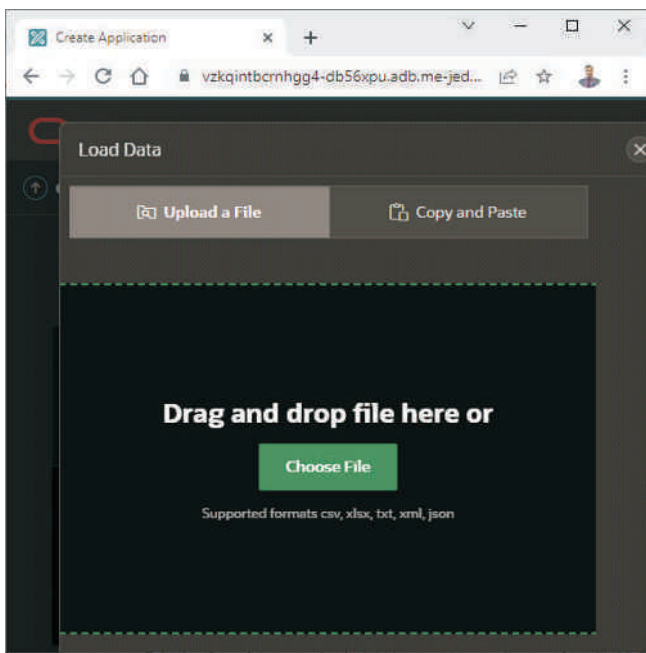 Create Application
vzkqintbcrnhgg4-db56xpu.adb.me-jed...
Load Data
Upload a File
Copy and Paste
Drag and drop file here or
Choose File
Supported formats csv, xlsx, txt, xml, json